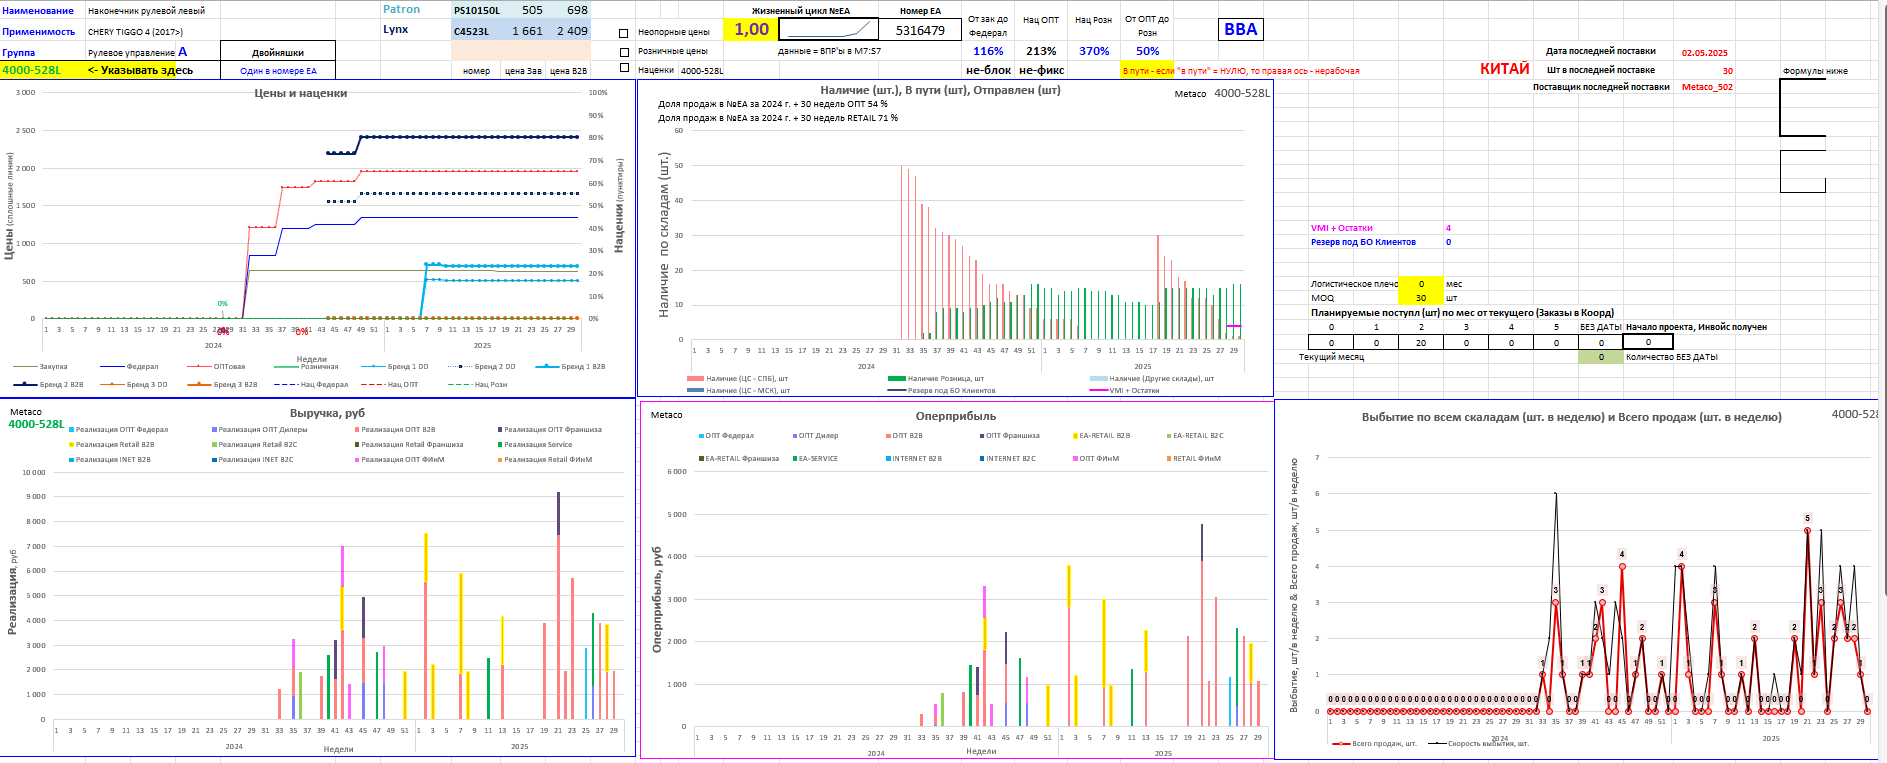 Наименование Наконечник рулевой левый
Применимость CHERY TIGGO 4 (2017>)
Группа Рулевое управление A Двойняшки
4000-528L <- Указывать здесь Один в номере EA
Patron PS10150L 505 698
Lynx C4523L 1 661 2 409
номер цена Зав цена B2B
Неопорные цены
Розничные цены
Наценки 4000-528L
Жизненный цикл №EA Номер EA
1,00 5316479
данные = ВПР'ы в M7:S7
От зак до Федерал Нац ОПТ Нац Розн От ОПТ до Розн
116% 213% 370% 50%
не-блок не-фикс
BBA
В пути - если "в пути" = НУЛЮ, то правая ось - нерабочая
КИТАЙ
Дата последней поставки 02.05.2025
Шт в последней поставке 30
Поставщик последней поставки Metaco_502
Формулы ниже
Цены и наценки
Цены (сплошные линии)
Наценки (пунктиры)
3 000
2 500
2 000
1 500
1 000
500
0
100%
90%
80%
70%
60%
50%
40%
30%
20%
10%
0%
0%
0%
0%
1 3 5 7 9 11 13 15 17 19 21 23 25 31 33 35 37 41 43 45 47 49 51 1 3 5 7 9 11 13 15 17 19 21 23 25 27 29
2024 2025
Недели
Закупка Федерал ОПТовая Розничная Бренд 1 DD Бренд 2 DD Бренд 1 B2B
Бренд 2 B2B Бренд 3 DD Бренд 3 B2B Нац Федерал Нац ОПТ Нац Розн
Наличие (шт.), В пути (шт), Отправлен (шт)
Metaco 4000-528L
Доля продаж в №EA за 2024 г. + 30 недель ОПТ 54 %
Доля продаж в №EA за 2024 г. + 30 недель RETAIL 71 %
Наличие по складам (шт.)
60
50
40
30
20
10
0
1 3 5 7 9 11 13 15 17 19 21 23 25 27 29 31 33 35 37 39 41 43 45 47 49 51 1 3 5 7 9 11 13 15 17 19 21 23 25 27 29
2024 2025
Наличие (ЦС - СПБ), шт Наличие Розница, шт Наличие (Другие склады), шт
Наличие (ЦС - МСК), шт Резерв под БО Клиентов VMI + Остатки
VMI + Остатки 4
Резерв под БО Клиентов 0
Логистическое плечо 0 мес
MOQ 30 шт
Планируемые поступл (шт) по мес от текущего (Заказы в Коорд)
0 1 2 3 4 5 БЕЗ ДАТЫ Начало проекта, Инвойс получен
0 0 20 0 0 0 0 0
Текущий месяц 0 Количество БЕЗ ДАТЫ
Metaco
4000-528L
Выручка, руб
Реализация ОПТ Федерал Реализация ОПТ Дилеры Реализация ОПТ B2B Реализация ОПТ Франшиза
Реализация Retail B2B Реализация Retail B2C Реализация Retail Франшиза Реализация Service
Реализация INET B2B Реализация INET B2C Реализация ОПТ ФИнМ Реализация Retail ФИнМ
Реализация, руб
10 000
9 000
8 000
7 000
6 000
5 000
4 000
3 000
2 000
1 000
0
1 3 5 7 9 11 13 15 17 19 21 23 25 27 29 31 33 35 37 39 41 43 45 47 49 51 1 3 5 7 9 11 13 15 17 19 21 23 25 27 29
2024 Недели 2025
Metaco
Оперприбыль
ОПТ Федерал ОПТ Дилер ОПТ B2B ОПТ Франшиза EA-RETAIL B2B EA-RETAIL B2C
EA-RETAIL Франшиза EA-SERVICE INTERNET B2B INTERNET B2C ОПТ ФИнМ RETAIL ФИнМ
Оперприбыль, руб
6 000
5 000
4 000
3 000
2 000
1 000
0
1 3 5 7 9 11 13 15 17 19 21 23 25 27 29 31 33 35 37 39 41 43 45 47 49 51 1 3 5 7 9 11 13 15 17 19 21 23 25 27 29
2024 Недели 2025
Выбытие по всем скаладам (шт. в неделю) и Всего продаж (шт. в неделю)
4000-528
Выбытие, шт/в неделю & Всего продаж, шт/в неделю
7
6
5
4
3
2
1
0
1 3 5 7 9 11 13 15 17 19 21 23 25 27 29 31 33 35 37 39 41 43 45 47 49 51 1 3 5 7 9 11 13 15 17 19 21 23 25 27 29
2024 2025
Всего продаж, шт. Скорость выбытия, шт.